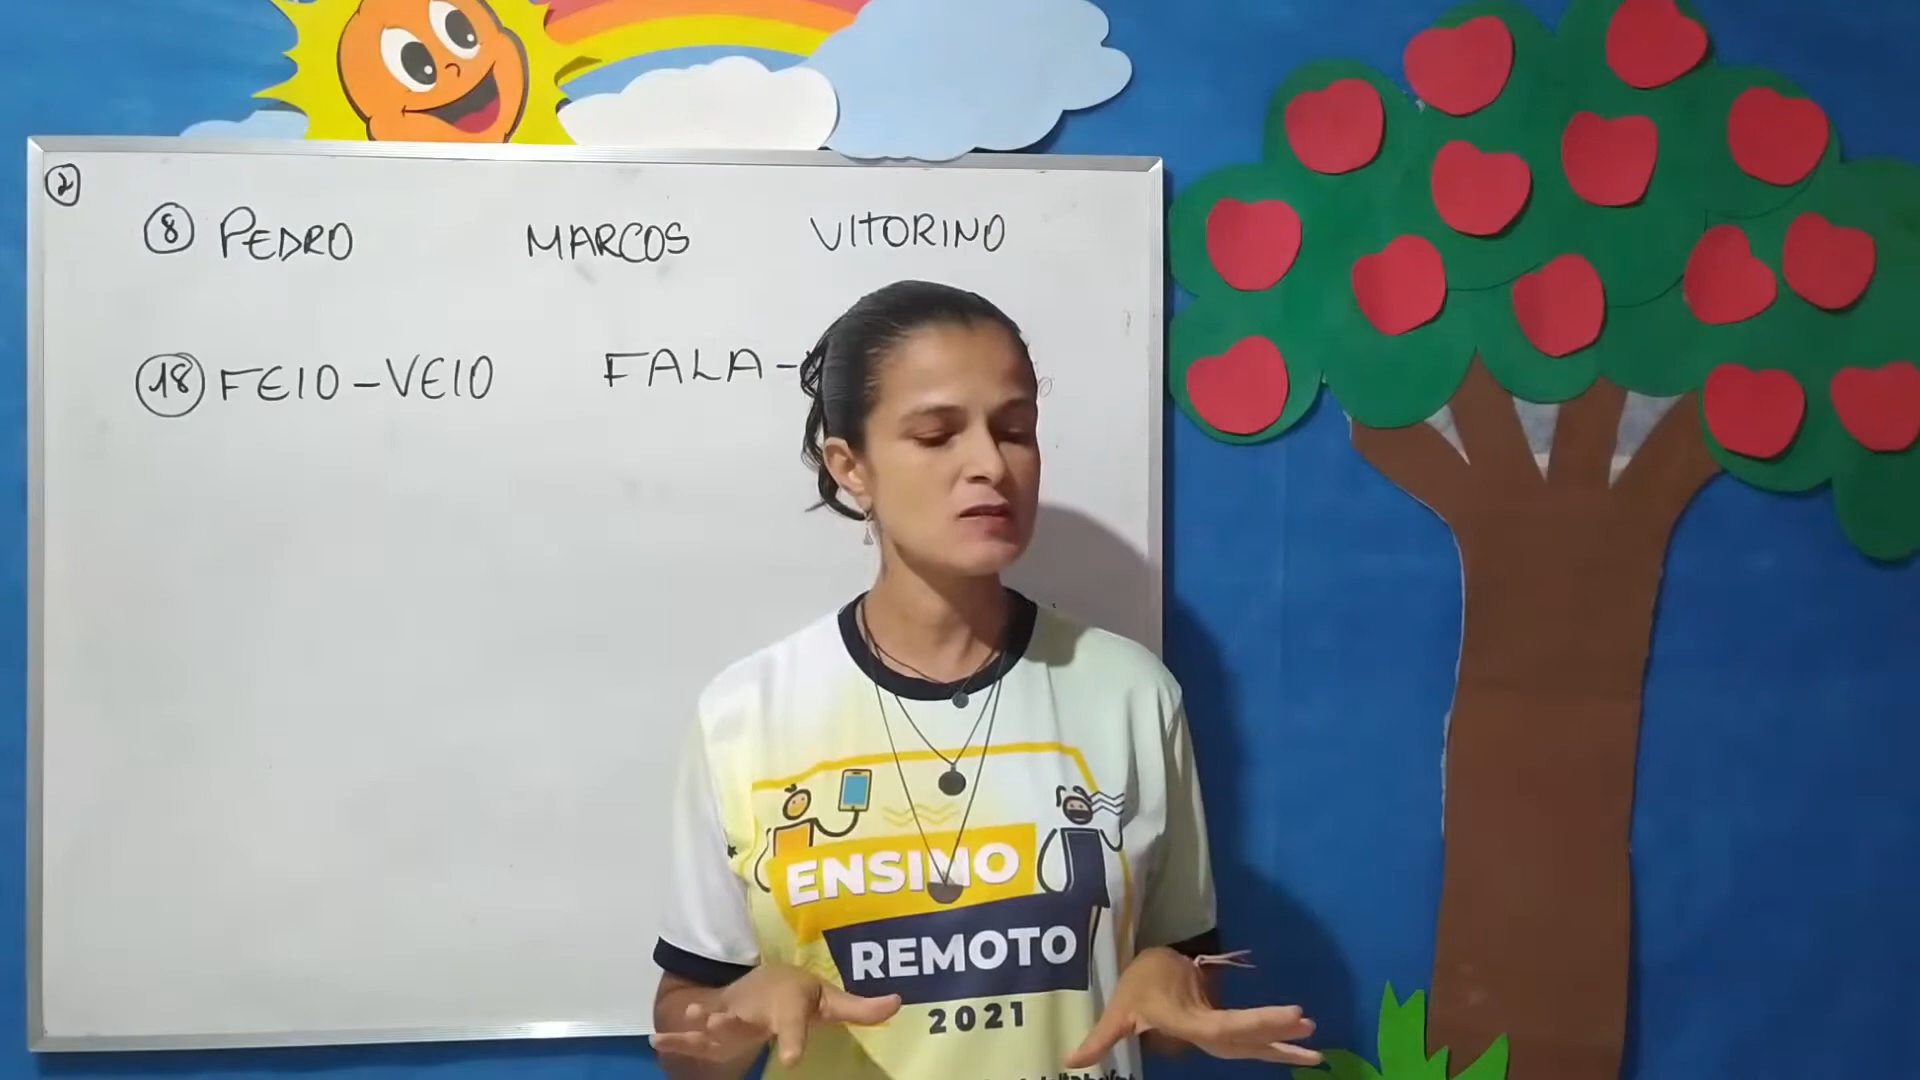 2
8 PEDRO MARCOS VITORINO
18 FEIO-VEIO FALA-
ENSINO
REMOTO
2021